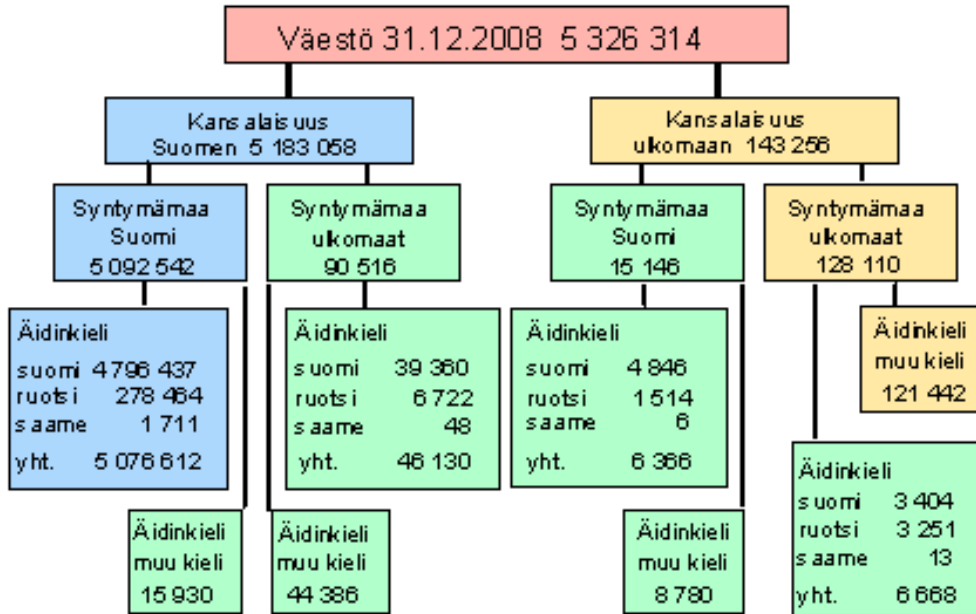 Väestö 31.12.2008 5 326 314
Kansalaisuus
Suomen 5 183 058
Kansalaisuus
ulkomaan 143 256
Syntymämaa
Suomi
5 092 542
Syntymämaa
ulkomaat
90 516
Syntymämaa
Suomi
15 146
Syntymämaa
ulkomaat
128 110
Äidinkieli
suomi 4 796 437
ruotsi 278 464
saame 1 711
yht. 5 076 612
Äidinkieli
muu kieli
15 930
Äidinkieli
suomi 39 360
ruotsi 6 722
saame 48
yht. 46 130
Äidinkieli
muu kieli
44 386
Äidinkieli
suomi 4 846
ruotsi 1 514
saame 6
yht. 6 366
Äidinkieli
muu kieli
8 780
Äidinkieli
muu kieli
121 442
Äidinkieli
suomi 3 404
ruotsi 3 251
saame 13
yht. 6 668